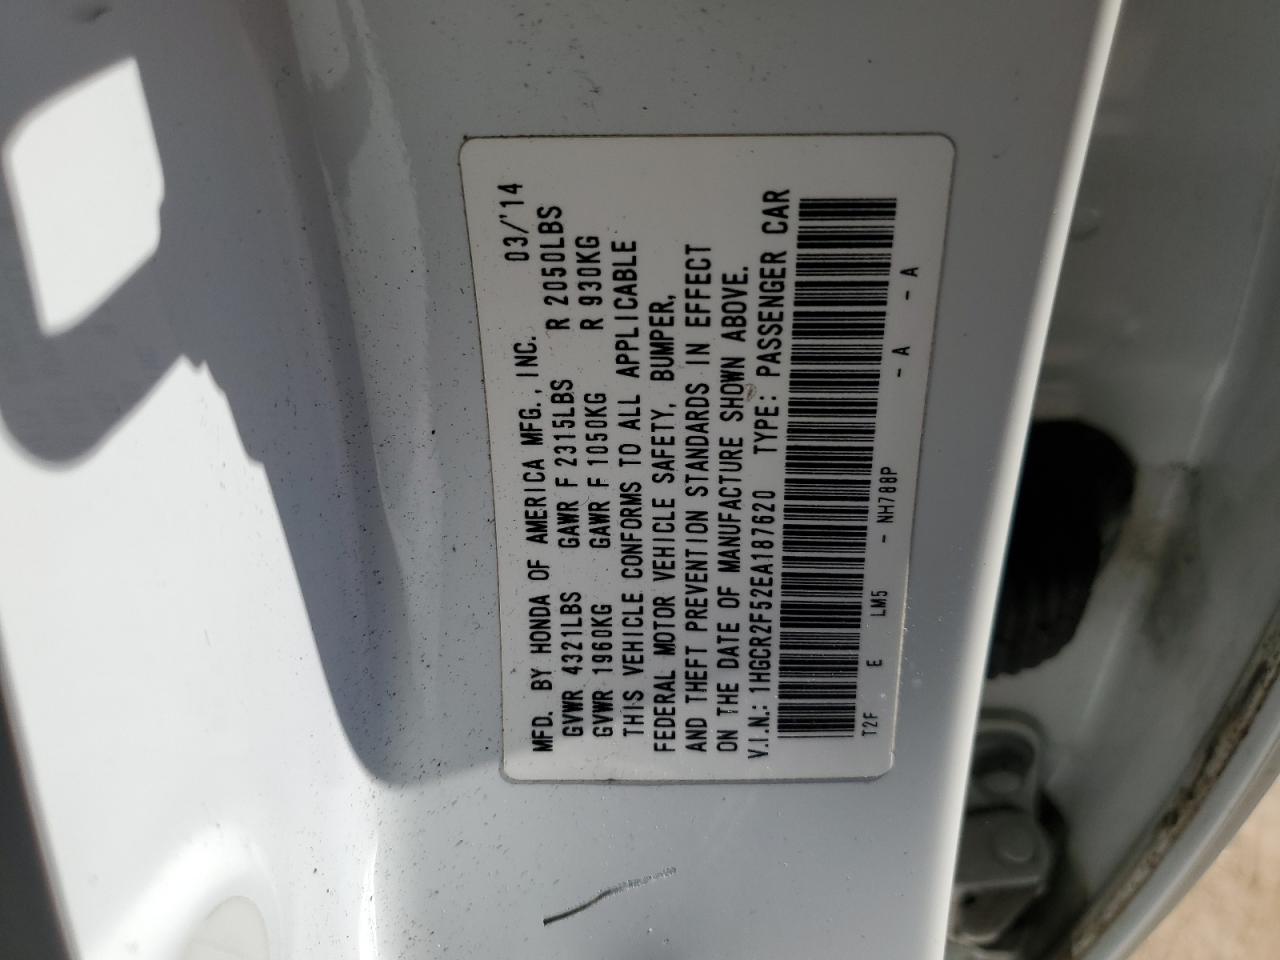 MFD. BY HONDA OF AMERICA MFG., INC. 03/'14
GVWR 4321LBS GAWR F 2315LBS R 2050LBS
GVWR 1960KG GAWR F 1050KG R 930KG
THIS VEHICLE CONFORMS TO ALL APPLICABLE
FEDERAL MOTOR VEHICLE SAFETY, BUMPER,
AND THEFT PREVENTION STANDARDS IN EFFECT
ON THE DATE OF MANUFACTURE SHOWN ABOVE.
V.I.N.: 1HGCR2F52EA187620 TYPE: PASSENGER CAR
T2F E LM5 - NH788P - A - A